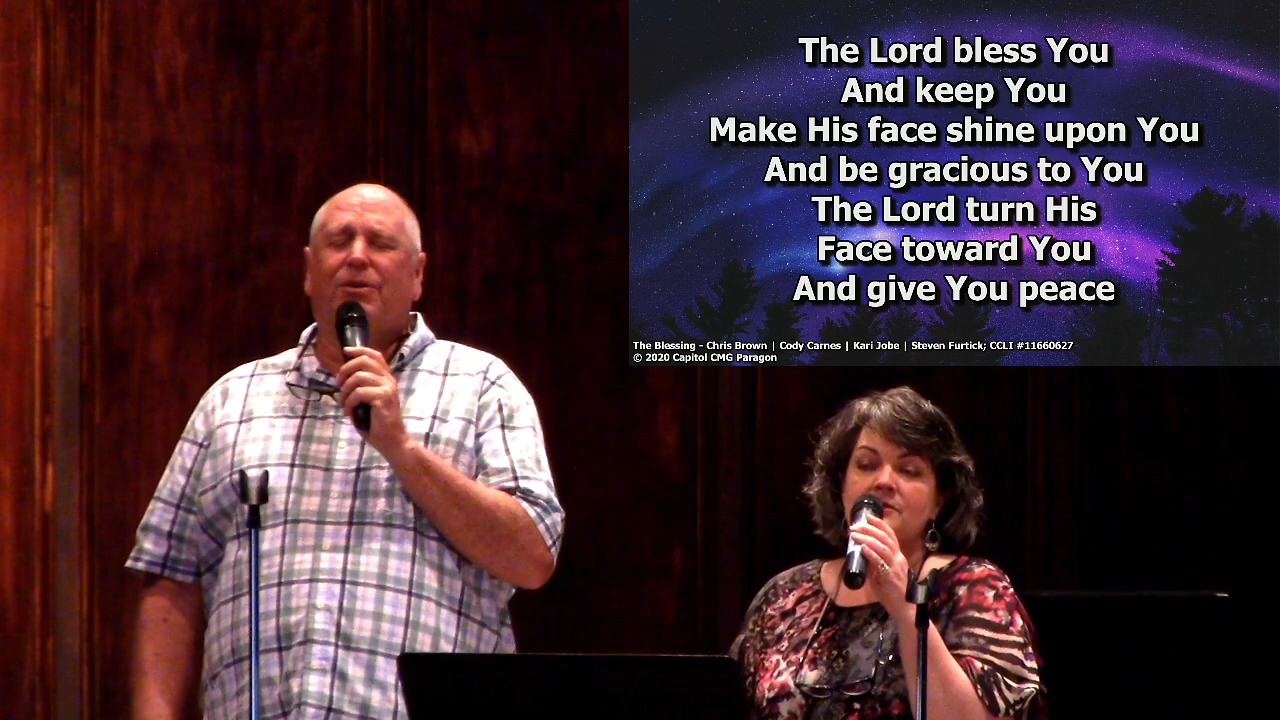 The Lord bless You
And keep You
Make His face shine upon You
And be gracious to You
The Lord turn His
Face toward You
And give You peace
The Blessing - Chris Brown | Cody Carnes | Kari Jobe | Steven Furtick; CCLI #11660627
© 2020 Capitol CMG Paragon